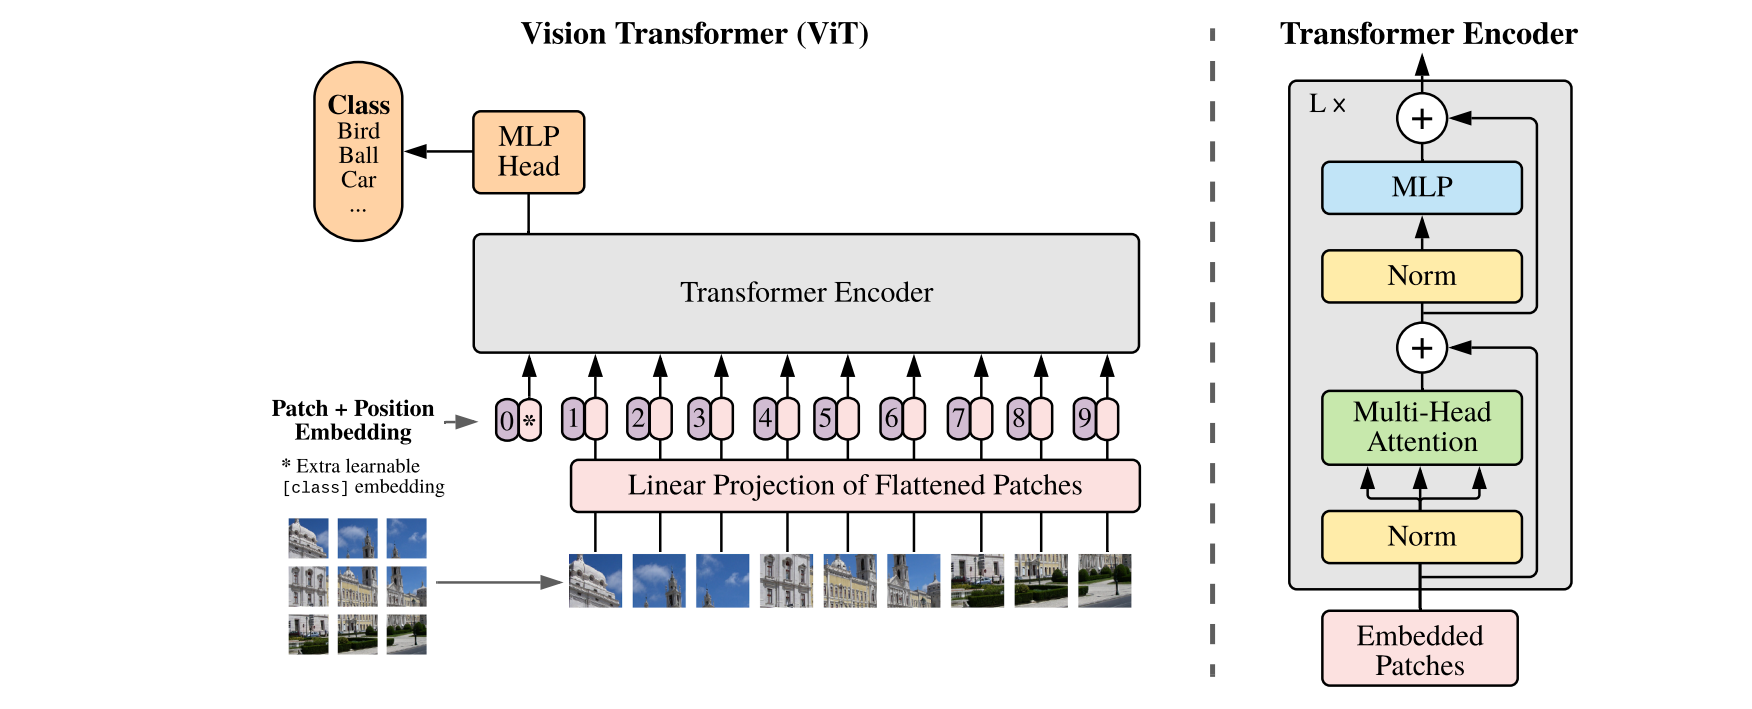 Vision Transformer (ViT)
Class
Bird
Ball
Car
...
MLP
Head
Transformer Encoder
Patch + Position
Embedding
* Extra learnable
[class] embedding
0 * 1 2 3 4 5 6 7 8 9
Linear Projection of Flattened Patches
Transformer Encoder
L x
+
MLP
Norm
+
Multi-Head
Attention
Norm
Embedded
Patches